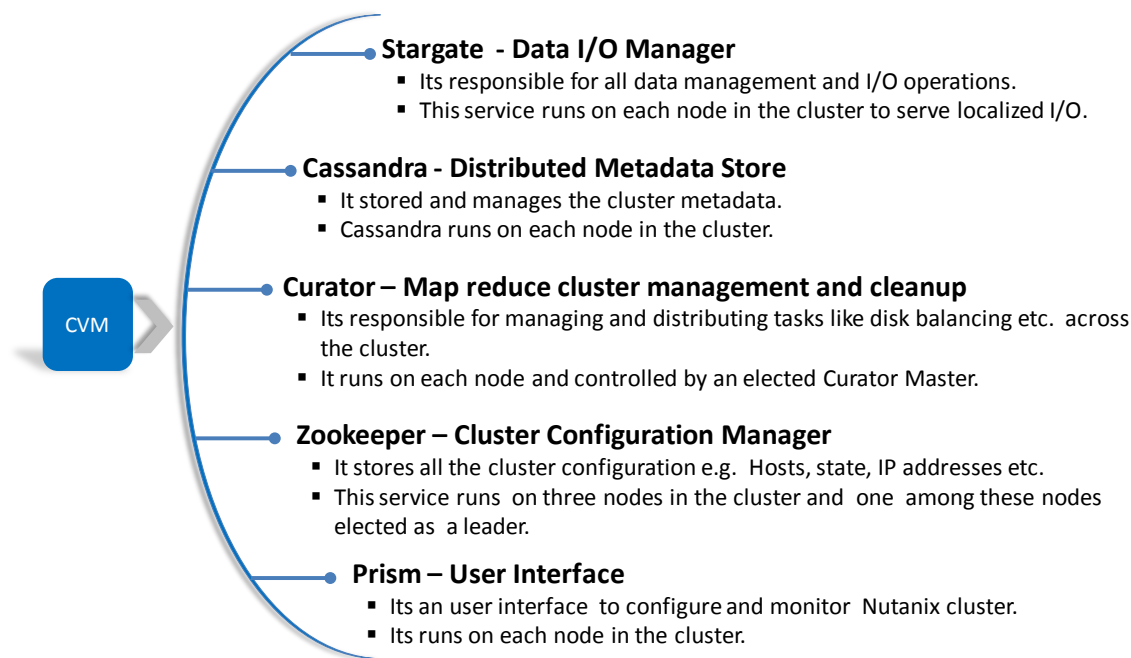 Stargate - Data I/O Manager
▪ Its responsible for all data management and I/O operations.
▪ This service runs on each node in the cluster to serve localized I/O.
Cassandra - Distributed Metadata Store
▪ It stored and manages the cluster metadata.
▪ Cassandra runs on each node in the cluster.
CVM
Curator – Map reduce cluster management and cleanup
▪ Its responsible for managing and distributing tasks like disk balancing etc. across
the cluster.
▪ It runs on each node and controlled by an elected Curator Master.
Zookeeper – Cluster Configuration Manager
▪ It stores all the cluster configuration e.g. Hosts, state, IP addresses etc.
▪ This service runs on three nodes in the cluster and one among these nodes
elected as a leader.
Prism – User Interface
▪ Its an user interface to configure and monitor Nutanix cluster.
▪ Its runs on each node in the cluster.